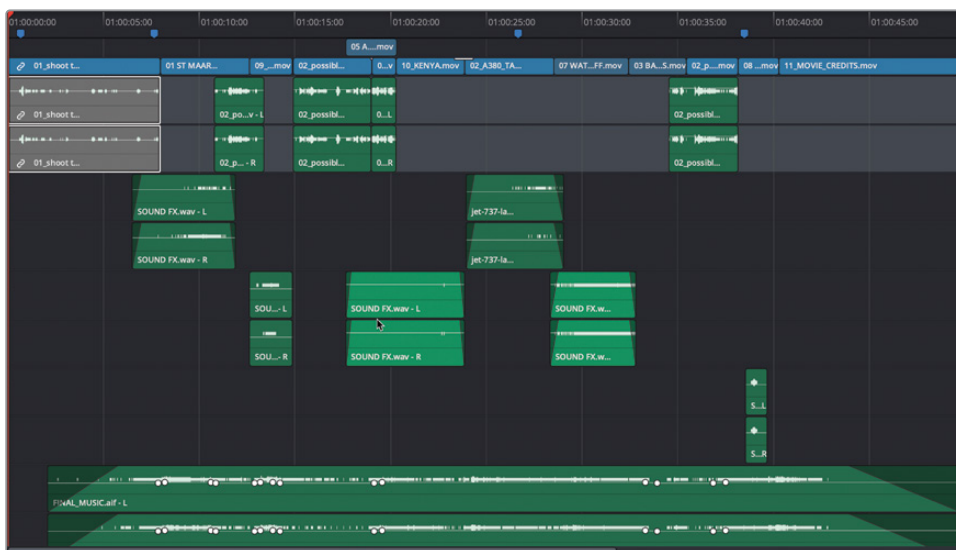 01:00:00:00 01:00:05:00 01:00:10:00 01:00:15:00 01:00:20:00 01:00:25:00 01:00:30:00 01:00:35:00 01:00:40:00 01:00:45:00
05 A....mov
01_shoot t... 01 ST MAAR... 09_...mov 02_possibl... 0...v 10_KENYA.mov 02_A380_TA... 07 WAT...FF.mov 03 BA...S.mov 02_p....mov 08 ...mov 11_MOVIE_CREDITS.mov
01_shoot t... 02_po...v - L 02_possibl... 0...L 02_possibl...
01_shoot t... 02_p... - R 02_possibl... 0...R 02_possibl...
SOUND FX.wav - L jet-737-la...
SOUND FX.wav - R jet-737-la...
SOU...- L SOUND FX.wav - L SOUND FX.w...
SOU...- R SOUND FX.wav - R SOUND FX.w...
S...L
S...R
FINAL_MUSIC.aif - L